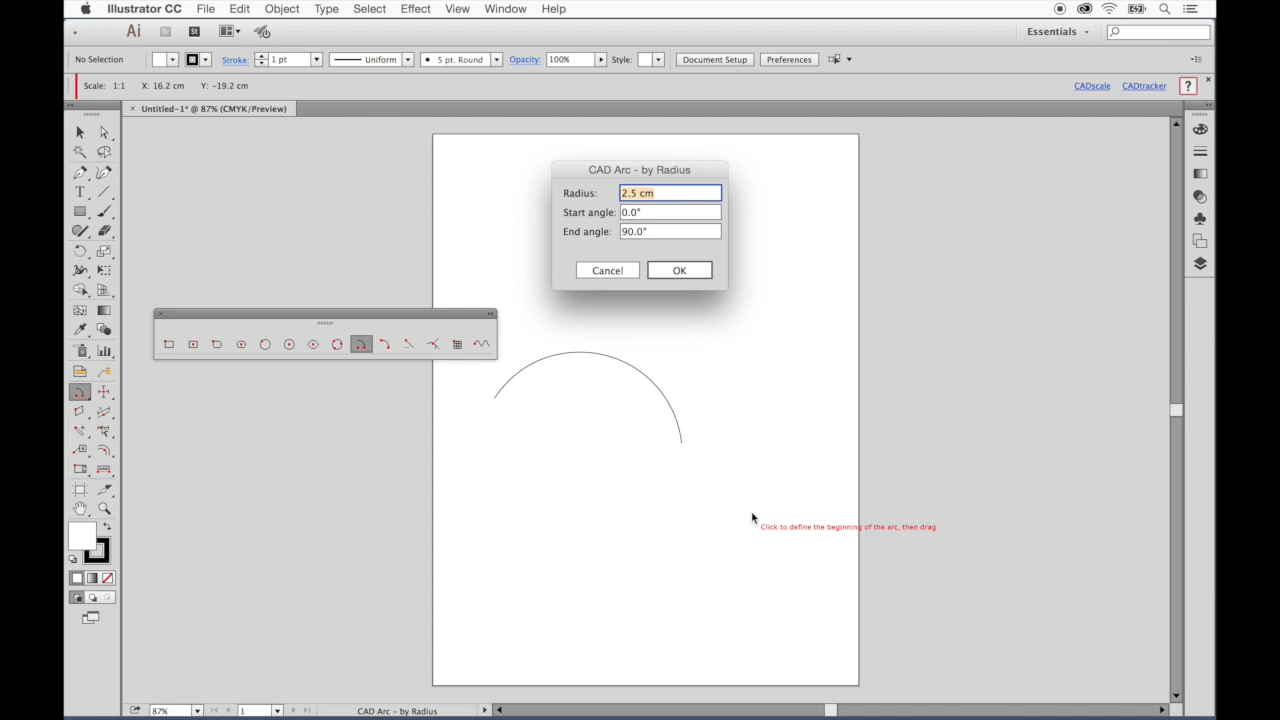 Illustrator CC File Edit Object Type Select Effect View Window Help
Ai Br St Essentials
No Selection Stroke: 1 pt Uniform 5 pt. Round Opacity: 100% Style: Document Setup Preferences
Scale: 1:1 X: 16.2 cm Y: -19.2 cm CADscale CADtracker ?
× Untitled-1* @ 87% (CMYK/Preview)
CAD Arc - by Radius
Radius: 2.5 cm
Start angle: 0.0°
End angle: 90.0°
Cancel OK
Click to define the beginning of the arc, then drag
87% 1 CAD Arc - by Radius